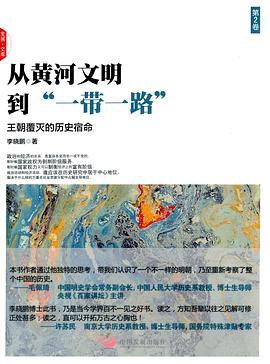 第2卷
发展·文库
从黄河文明
到“一带一路”
王朝覆灭的历史宿命
李晓鹏◎著
本书作者通过他独特的思考，带我们认识了一个不一样的明朝，乃至重新考察了整个中国的历史。
毛佩琦 中国明史学会常务副会长，中国人民大学历史系教授、博士生导师
央视《百家讲坛》主讲
李晓鹏博士此书，乃是当今学界百不一见之好书。读之，方知吾辈以往之见解可修正处甚多；读之，直可以开拓万古之心胸也！
许苏民 南京大学历史系教授，博士生导师，国务院特殊津贴专家
中国发展出版社